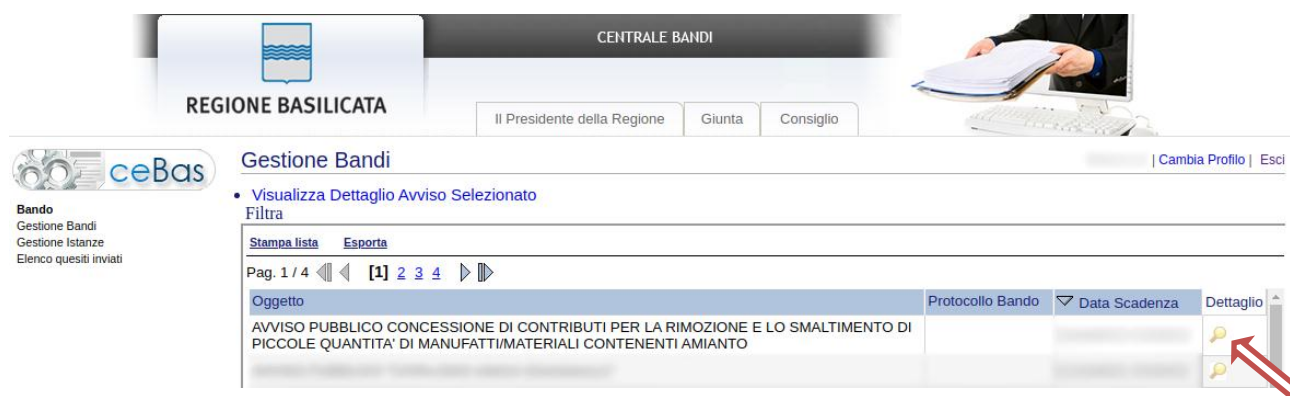 CENTRALE BANDI
REGIONE BASILICATA
Il Presidente della Regione Giunta Consiglio
ceBas
Gestione Bandi
| Cambia Profilo | Esci
Visualizza Dettaglio Avviso Selezionato
Filtra
Bando
Gestione Bandi
Gestione Istanze
Elenco quesiti inviati
Stampa lista Esporta
Pag. 1 / 4 [1] 2 3 4
Oggetto Protocollo Bando Data Scadenza Dettaglio
AVVISO PUBBLICO CONCESSIONE DI CONTRIBUTI PER LA RIMOZIONE E LO SMALTIMENTO DI
PICCOLE QUANTITA' DI MANUFATTI/MATERIALI CONTENENTI AMIANTO